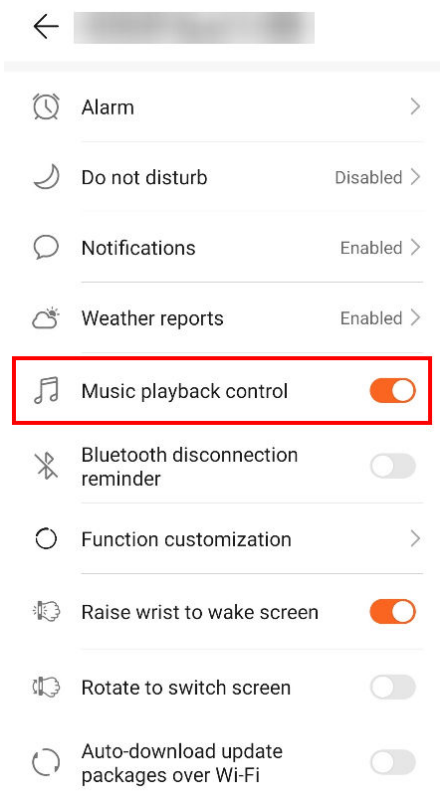 Alarm
Do not disturb
Disabled
Notifications
Enabled
Weather reports
Enabled
Music playback control
Bluetooth disconnection
reminder
Function customization
Raise wrist to wake screen
Rotate to switch screen
Auto-download update
packages over Wi-Fi